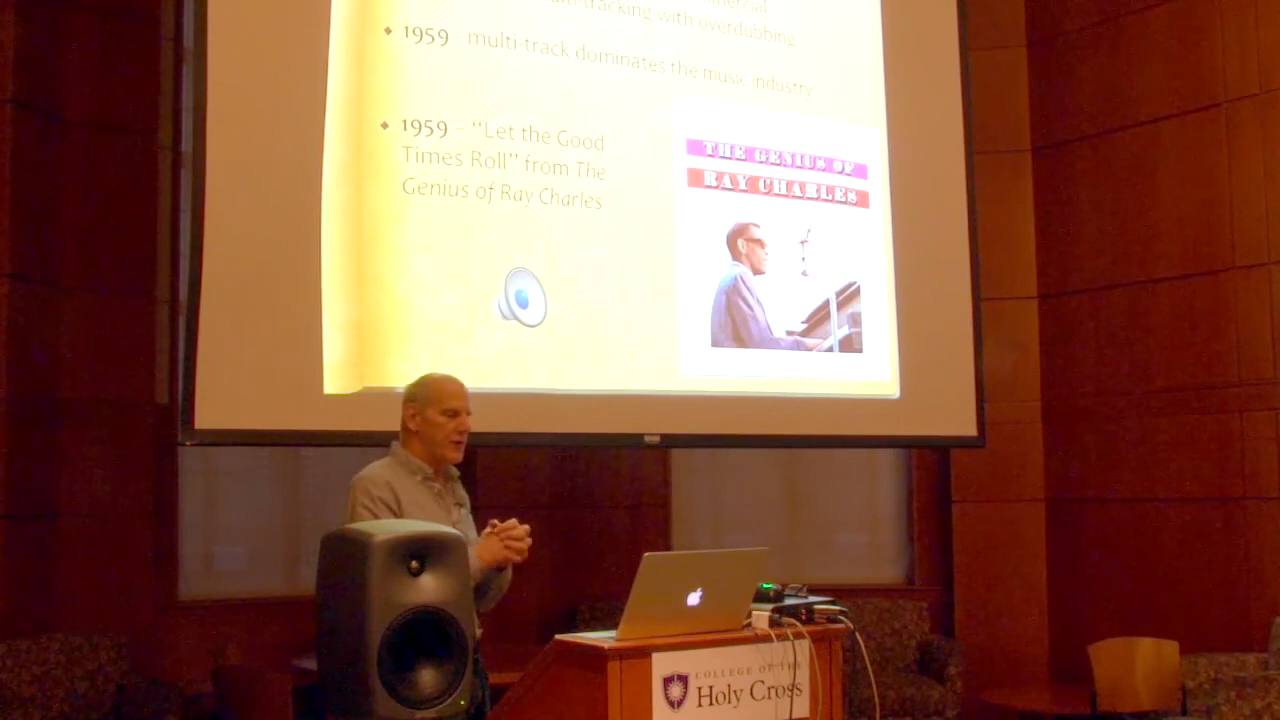 multi-tracking with overdubbing
1959 - multi-track dominates the music industry
1959 - "Let the Good
Times Roll" from The
Genius of Ray Charles
THE GENIUS OF
RAY CHARLES
COLLEGE OF THE
Holy Cross